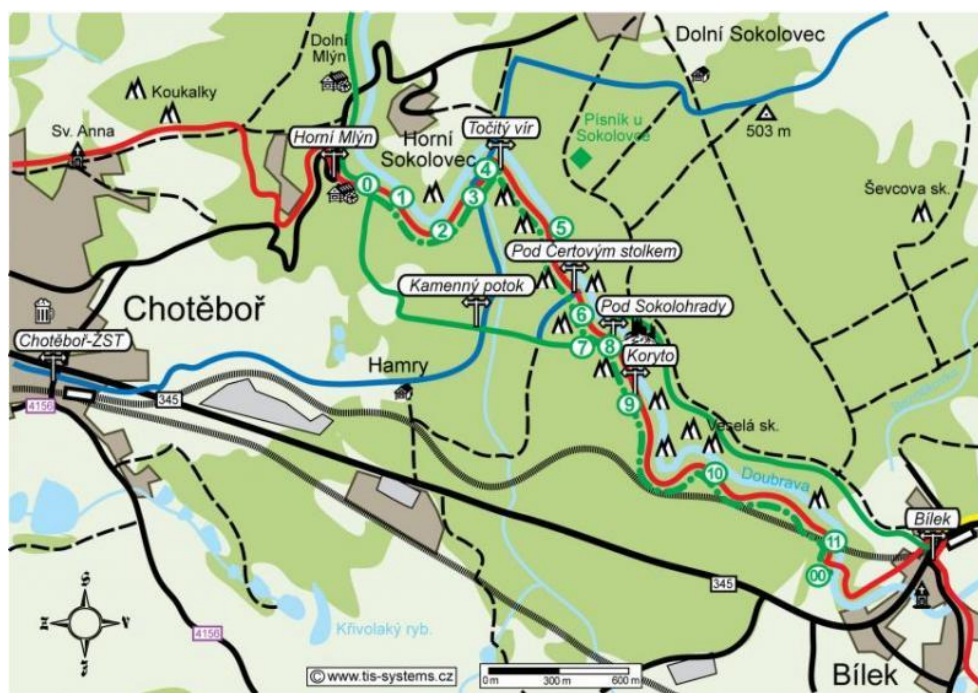 Dolní
Mlýn
Dolní Sokolovec
Koukalky
Sv. Anna
Horní Mlýn
Horní
Sokolovec
Točitý vír
Písník u
Sokolovce
503 m
Ševcova sk.
0
1
2
3
4
5
Pod Čertovým stolkem
Kamenný potok
Pod Sokolohrady
6
7
8
Koryto
Chotěboř
Chotěboř-ŽST
Hamry
9
Veselá sk.
10
Doubrava
11
00
Bílek
4156
345
345
4156
S
Z
V
J
Křivolaký ryb.
© www.tis-systems.cz
0 m
300 m
600 m
Bílek